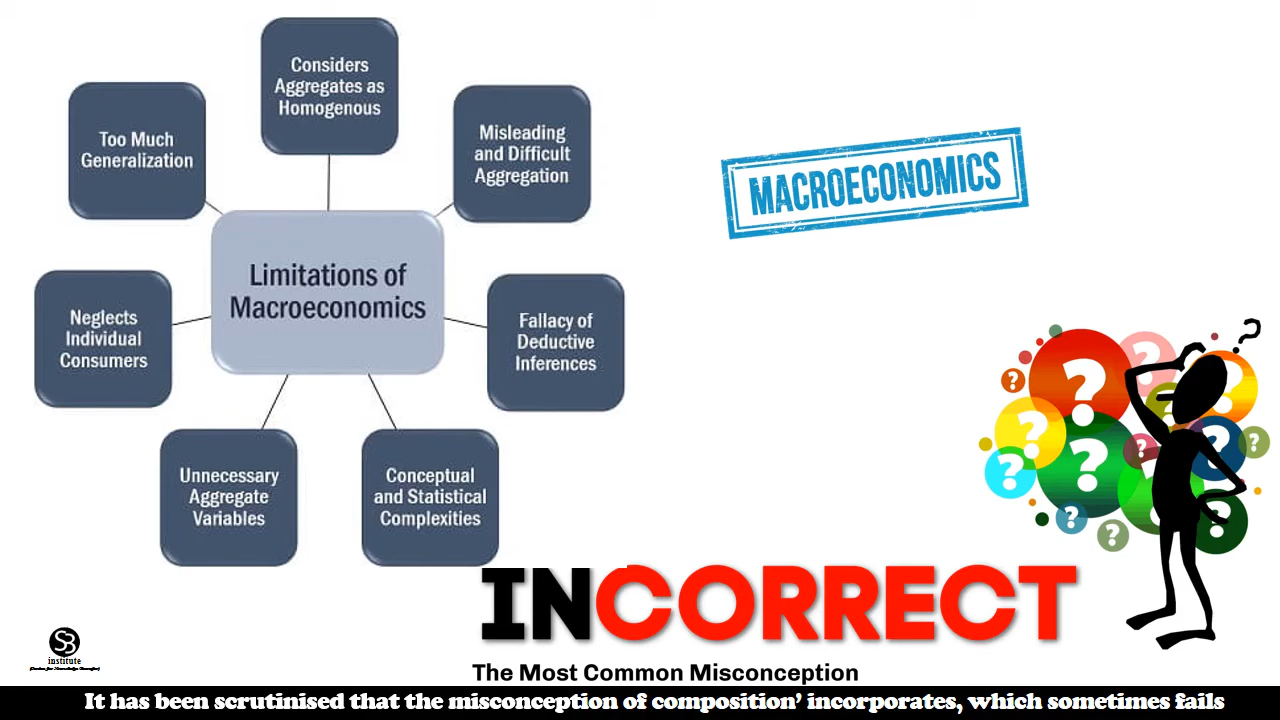 Considers
Aggregates as
Homogenous
Too Much
Generalization
Misleading
and Difficult
Aggregation
MACROECONOMICS
Limitations of
Macroeconomics
Neglects
Individual
Consumers
Fallacy of
Deductive
Inferences
Unnecessary
Aggregate
Variables
Conceptual
and Statistical
Complexities
INCORRECT
The Most Common Misconception
SB
institute
It has been scrutinised that the misconception of composition’ incorporates, which sometimes fails